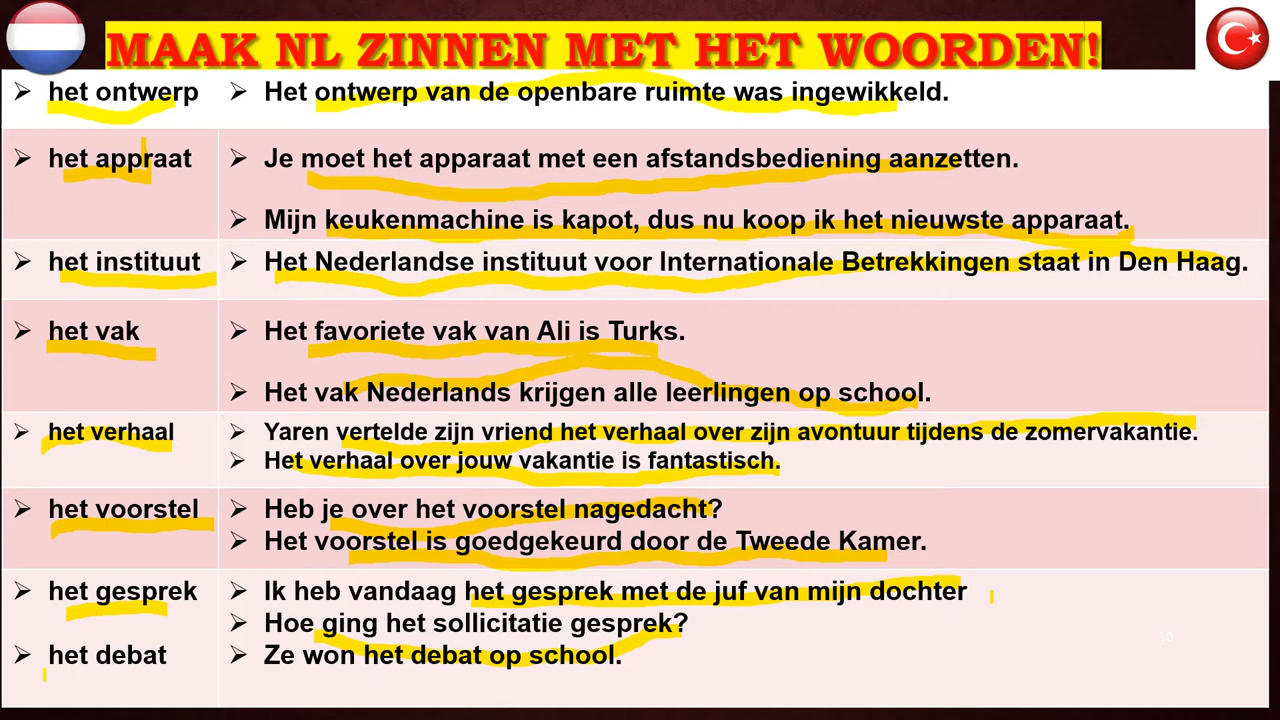 MAAK NL ZINNEN MET HET WOORDEN!
➢ het ontwerp ➢ Het ontwerp van de openbare ruimte was ingewikkeld.
➢ het appraat ➢ Je moet het apparaat met een afstandsbediening aanzetten.
➢ Mijn keukenmachine is kapot, dus nu koop ik het nieuwste apparaat.
➢ het instituut ➢ Het Nederlandse instituut voor Internationale Betrekkingen staat in Den Haag.
➢ het vak ➢ Het favoriete vak van Ali is Turks.
➢ Het vak Nederlands krijgen alle leerlingen op school.
➢ het verhaal ➢ Yaren vertelde zijn vriend het verhaal over zijn avontuur tijdens de zomervakantie.
➢ Het verhaal over jouw vakantie is fantastisch.
➢ het voorstel ➢ Heb je over het voorstel nagedacht?
➢ Het voorstel is goedgekeurd door de Tweede Kamer.
➢ het gesprek ➢ Ik heb vandaag het gesprek met de juf van mijn dochter
➢ Hoe ging het sollicitatie gesprek?
10
➢ het debat ➢ Ze won het debat op school.